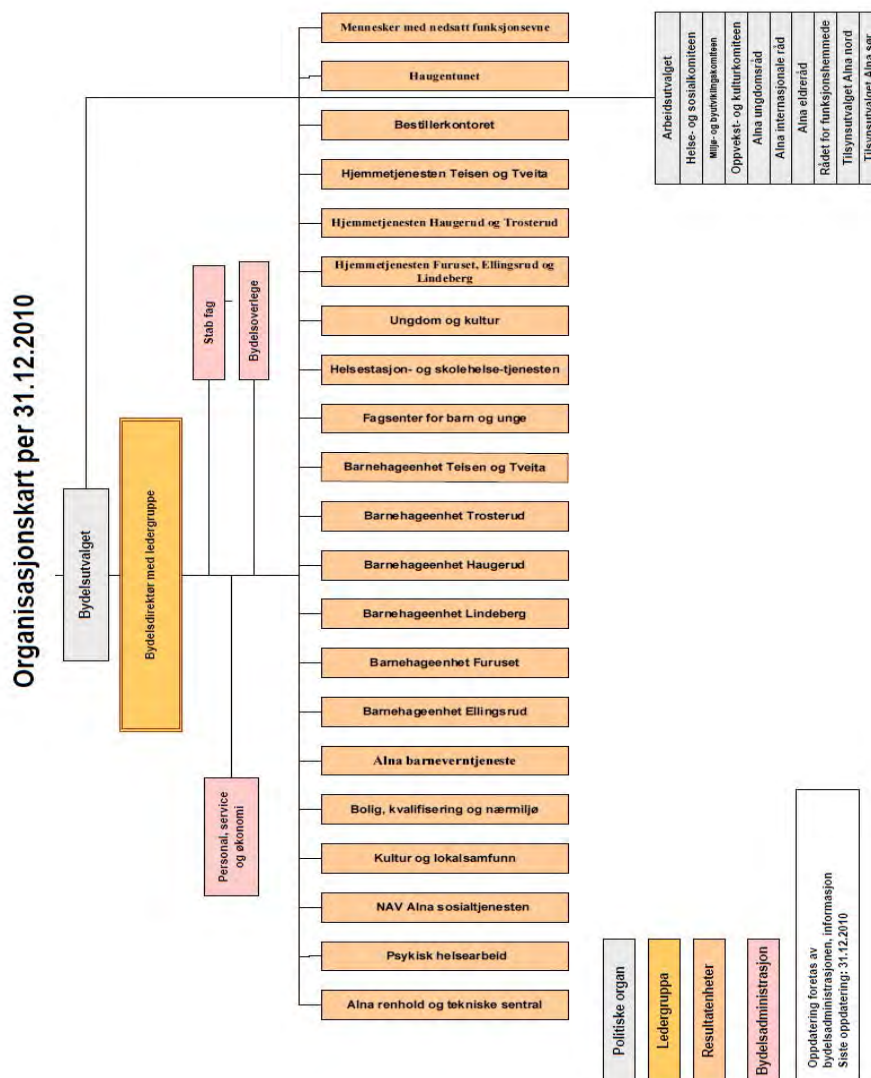 Organisasjonskart per 31.12.2010
Bydelsutvalget
Bydelsdirektør med ledergruppe
Stab fag
Bydelsoverlege
Personal, service
og økonomi
Mennesker med nedsatt funksjonsevne
Haugentunet
Bestillerkontoret
Hjemmetjenesten Teisen og Tveita
Hjemmetjenesten Haugerud og Trosterud
Hjemmetjenesten Furuset, Ellingsrud og
Lindeberg
Ungdom og kultur
Helsestasjon- og skolehelse-tjenesten
Fagsenter for barn og unge
Barnehageenhet Teisen og Tveita
Barnehageenhet Trosterud
Barnehageenhet Haugerud
Barnehageenhet Lindeberg
Barnehageenhet Furuset
Barnehageenhet Ellingsrud
Alna barneverntjeneste
Bolig, kvalifisering og nærmiljø
Kultur og lokalsamfunn
NAV Alna sosialtjenesten
Psykisk helsearbeid
Alna renhold og tekniske sentral
Arbeidsutvalget
Helse- og sosialkomiteen
Miljø- og byutviklingskomiteen
Oppvekst- og kulturkomiteen
Alna ungdomsråd
Alna internasjonale råd
Alna eldreråd
Rådet for funksjonshemmede
Tilsynsutvalget Alna nord
Tilsynsutvalget Alna sør
Politiske organ
Ledergruppa
Resultatenheter
Bydelsadministrasjon
Oppdatering foretas av
bydelsadministrasjonen, informasjon
Siste oppdatering: 31.12.2010